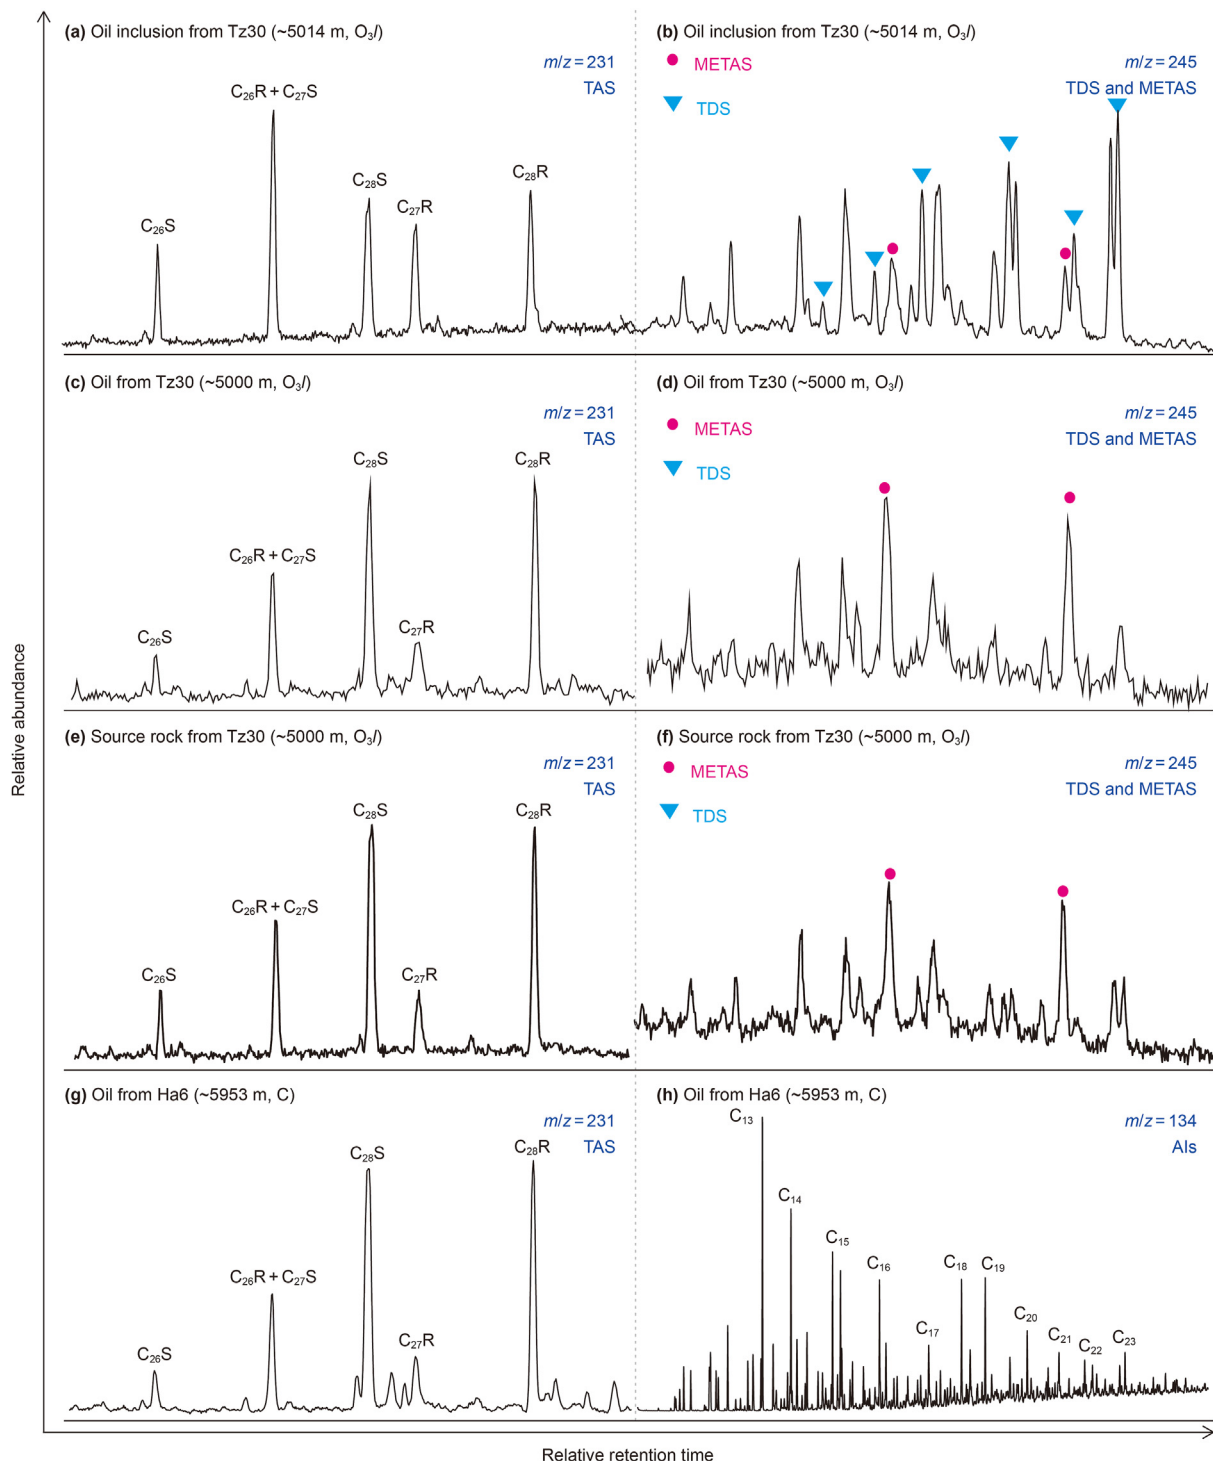 (a) Oil inclusion from Tz30 (~5014 m, O₃l)
m/z = 231
TAS
C₂₆S
C₂₆R + C₂₇S
C₂₈S
C₂₇R
C₂₈R
(b) Oil inclusion from Tz30 (~5014 m, O₃l)
METAS
TDS
m/z = 245
TDS and METAS
(c) Oil from Tz30 (~5000 m, O₃l)
m/z = 231
TAS
C₂₆S
C₂₆R + C₂₇S
C₂₈S
C₂₇R
C₂₈R
(d) Oil from Tz30 (~5000 m, O₃l)
METAS
TDS
m/z = 245
TDS and METAS
(e) Source rock from Tz30 (~5000 m, O₃l)
m/z = 231
TAS
C₂₆S
C₂₆R + C₂₇S
C₂₈S
C₂₇R
C₂₈R
(f) Source rock from Tz30 (~5000 m, O₃l)
METAS
TDS
m/z = 245
TDS and METAS
(g) Oil from Ha6 (~5953 m, C)
m/z = 231
TAS
C₂₆S
C₂₆R + C₂₇S
C₂₈S
C₂₇R
C₂₈R
(h) Oil from Ha6 (~5953 m, C)
m/z = 134
AIs
C₁₃
C₁₄
C₁₅
C₁₆
C₁₇
C₁₈
C₁₉
C₂₀
C₂₁
C₂₂
C₂₃
Relative abundance
Relative retention time